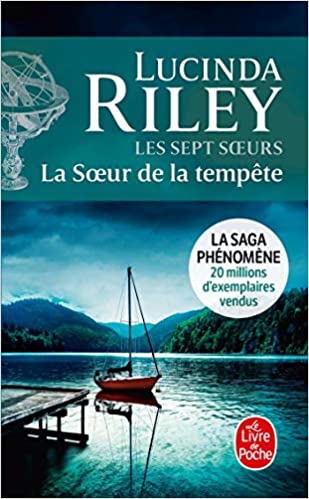 LUCINDA
RILEY
LES SEPT SŒURS
La Sœur de la tempête
LA SAGA
PHÉNOMÈNE
20 millions
d'exemplaires
vendus
Le
Livre
de
Poche